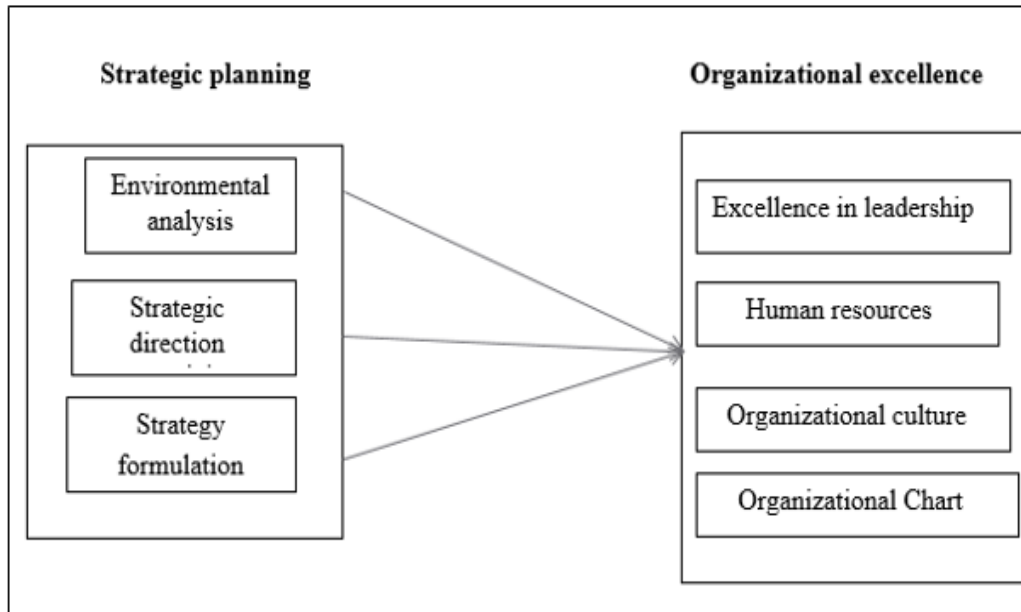 Strategic planning
Organizational excellence
Environmental
analysis
Strategic
direction
Strategy
formulation
Excellence in leadership
Human resources
Organizational culture
Organizational Chart